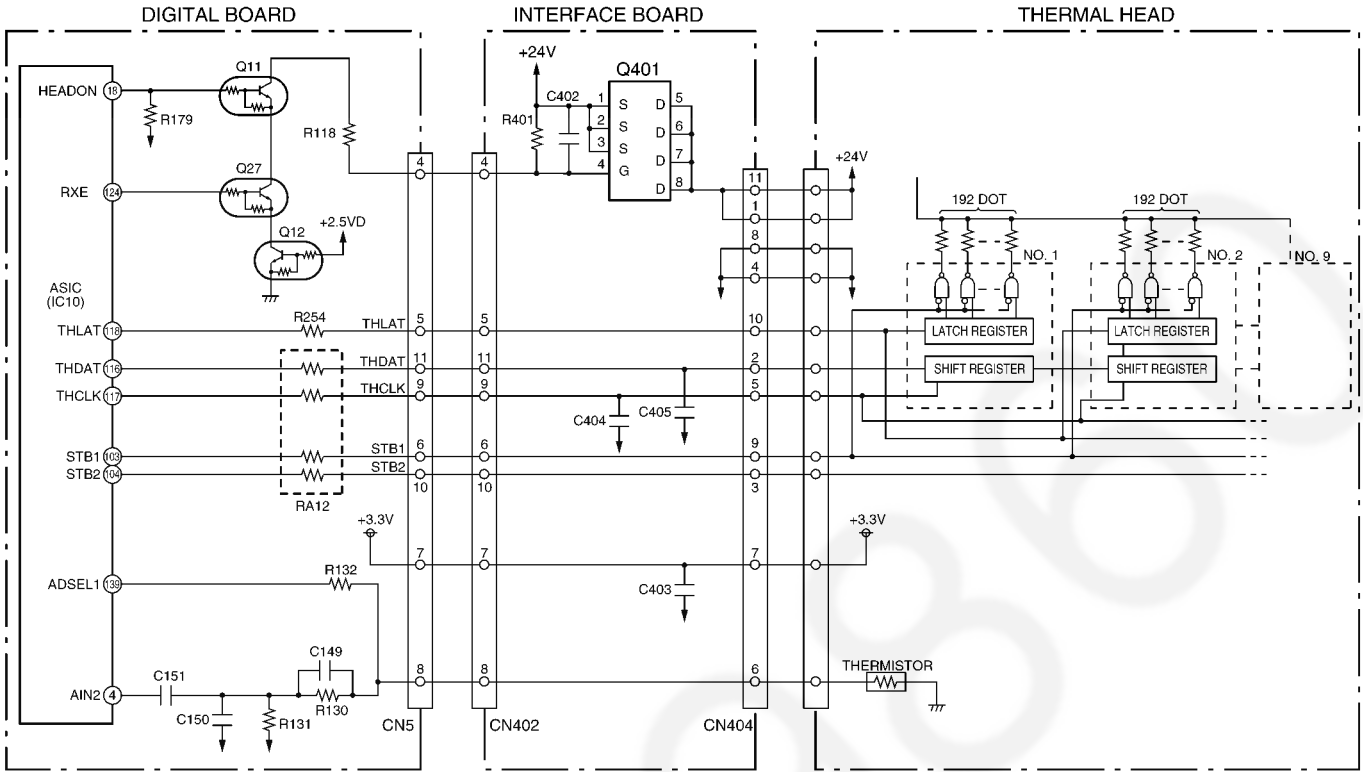 DIGITAL BOARD
INTERFACE BOARD
THERMAL HEAD
HEADON
18
R179
Q11
R118
RXE
124
Q27
Q12
+2.5VD
ASIC
(IC10)
THLAT
118
R254
THLAT
THDAT
116
THDAT
THCLK
117
THCLK
STB1
103
STB1
STB2
104
STB2
RA12
+3.3V
ADSEL1
139
R132
AIN2
4
C151
C150
R131
C149
R130
CN5
4
5
11
9
6
10
7
8
4
5
11
9
6
10
7
8
CN402
+24V
R401
C402
Q401
1 S D 5
2 S D 6
3 S D 7
4 G D 8
C404
C405
C403
11
1
8
4
10
2
5
9
3
7
6
CN404
+24V
+3.3V
THERMISTOR
192 DOT
NO. 1
LATCH REGISTER
SHIFT REGISTER
192 DOT
NO. 2
LATCH REGISTER
SHIFT REGISTER
NO. 9